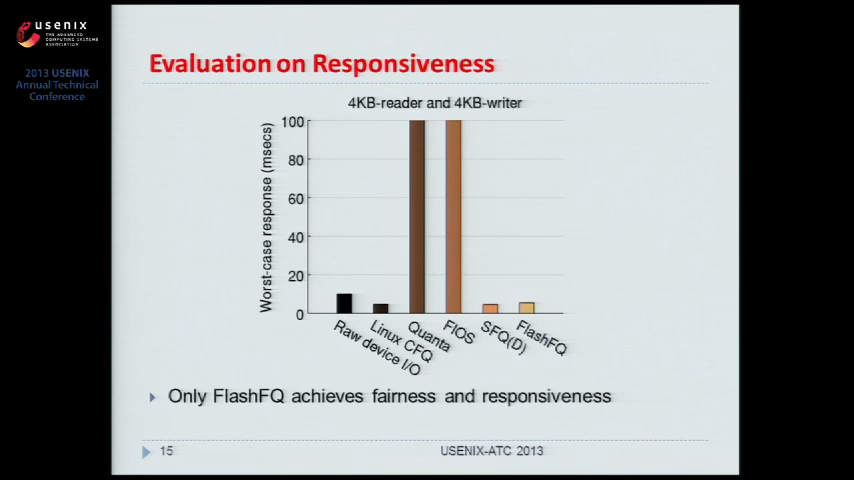 usenix
THE ADVANCED
COMPUTING SYSTEMS
ASSOCIATION
2013 USENIX
Annual Technical
Conference
Evaluation on Responsiveness
4KB-reader and 4KB-writer
Worst-case response (msecs)
100
80
60
40
20
0
Raw device I/O
Linux CFQ
Quanta
FIOS
SFQ(D)
FlashFQ
Only FlashFQ achieves fairness and responsiveness
15
USENIX-ATC 2013